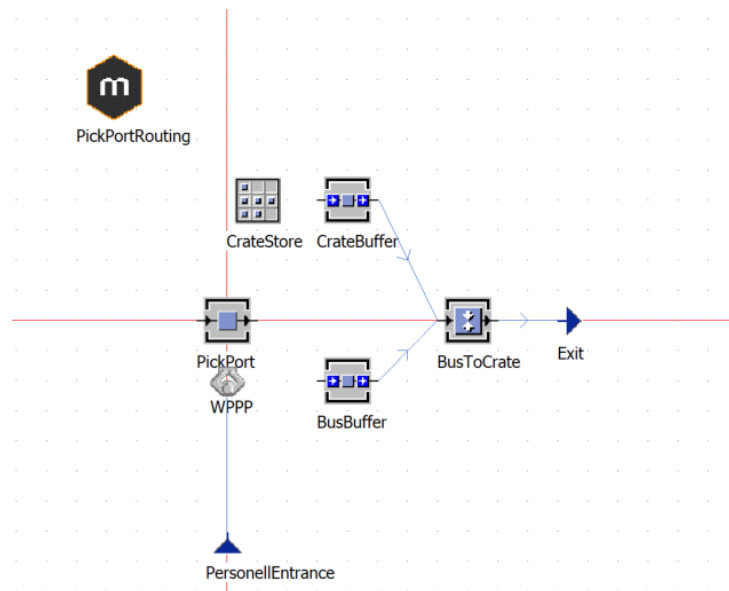 m
PickPortRouting
CrateStore
CrateBuffer
PickPort
BusToCrate
Exit
WPPP
BusBuffer
PersonellEntrance